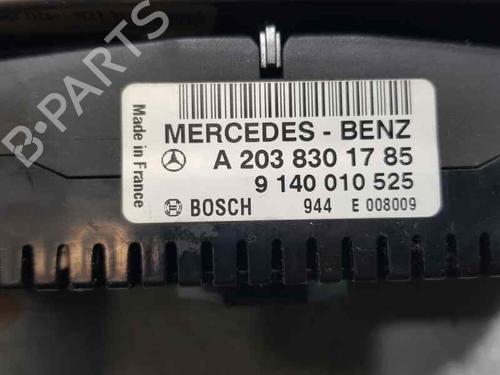 B-PARTS
MERCEDES - BENZ
A 203 830 17 85
9 140 010 525
BOSCH 944 E 008009
Made in France